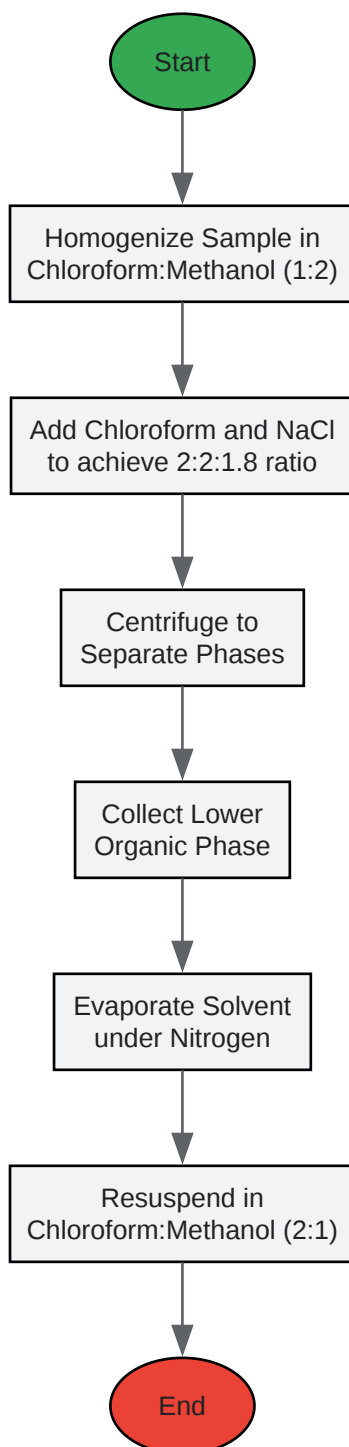 Start
Homogenize Sample in
Chloroform:Methanol (1:2)
Add Chloroform and NaCl
to achieve 2:2:1.8 ratio
Centrifuge to
Separate Phases
Collect Lower
Organic Phase
Evaporate Solvent
under Nitrogen
Resuspend in
Chloroform:Methanol (2:1)
End